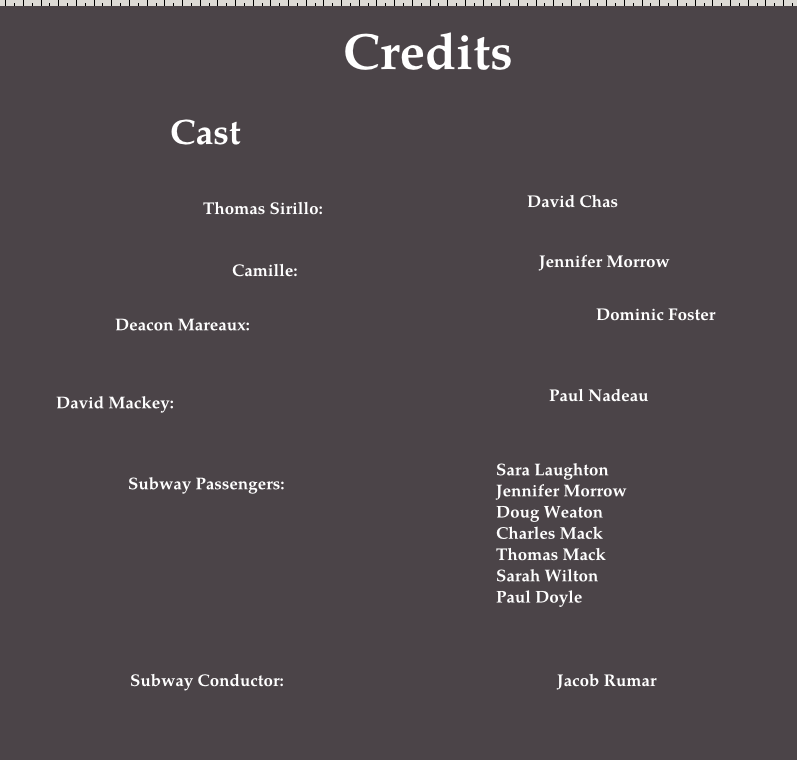 Credits
Cast
Thomas Sirillo: David Chas
Camille: Jennifer Morrow
Deacon Mareaux: Dominic Foster
David Mackey: Paul Nadeau
Subway Passengers: Sara Laughton
Jennifer Morrow
Doug Weaton
Charles Mack
Thomas Mack
Sarah Wilton
Paul Doyle
Subway Conductor: Jacob Rumar